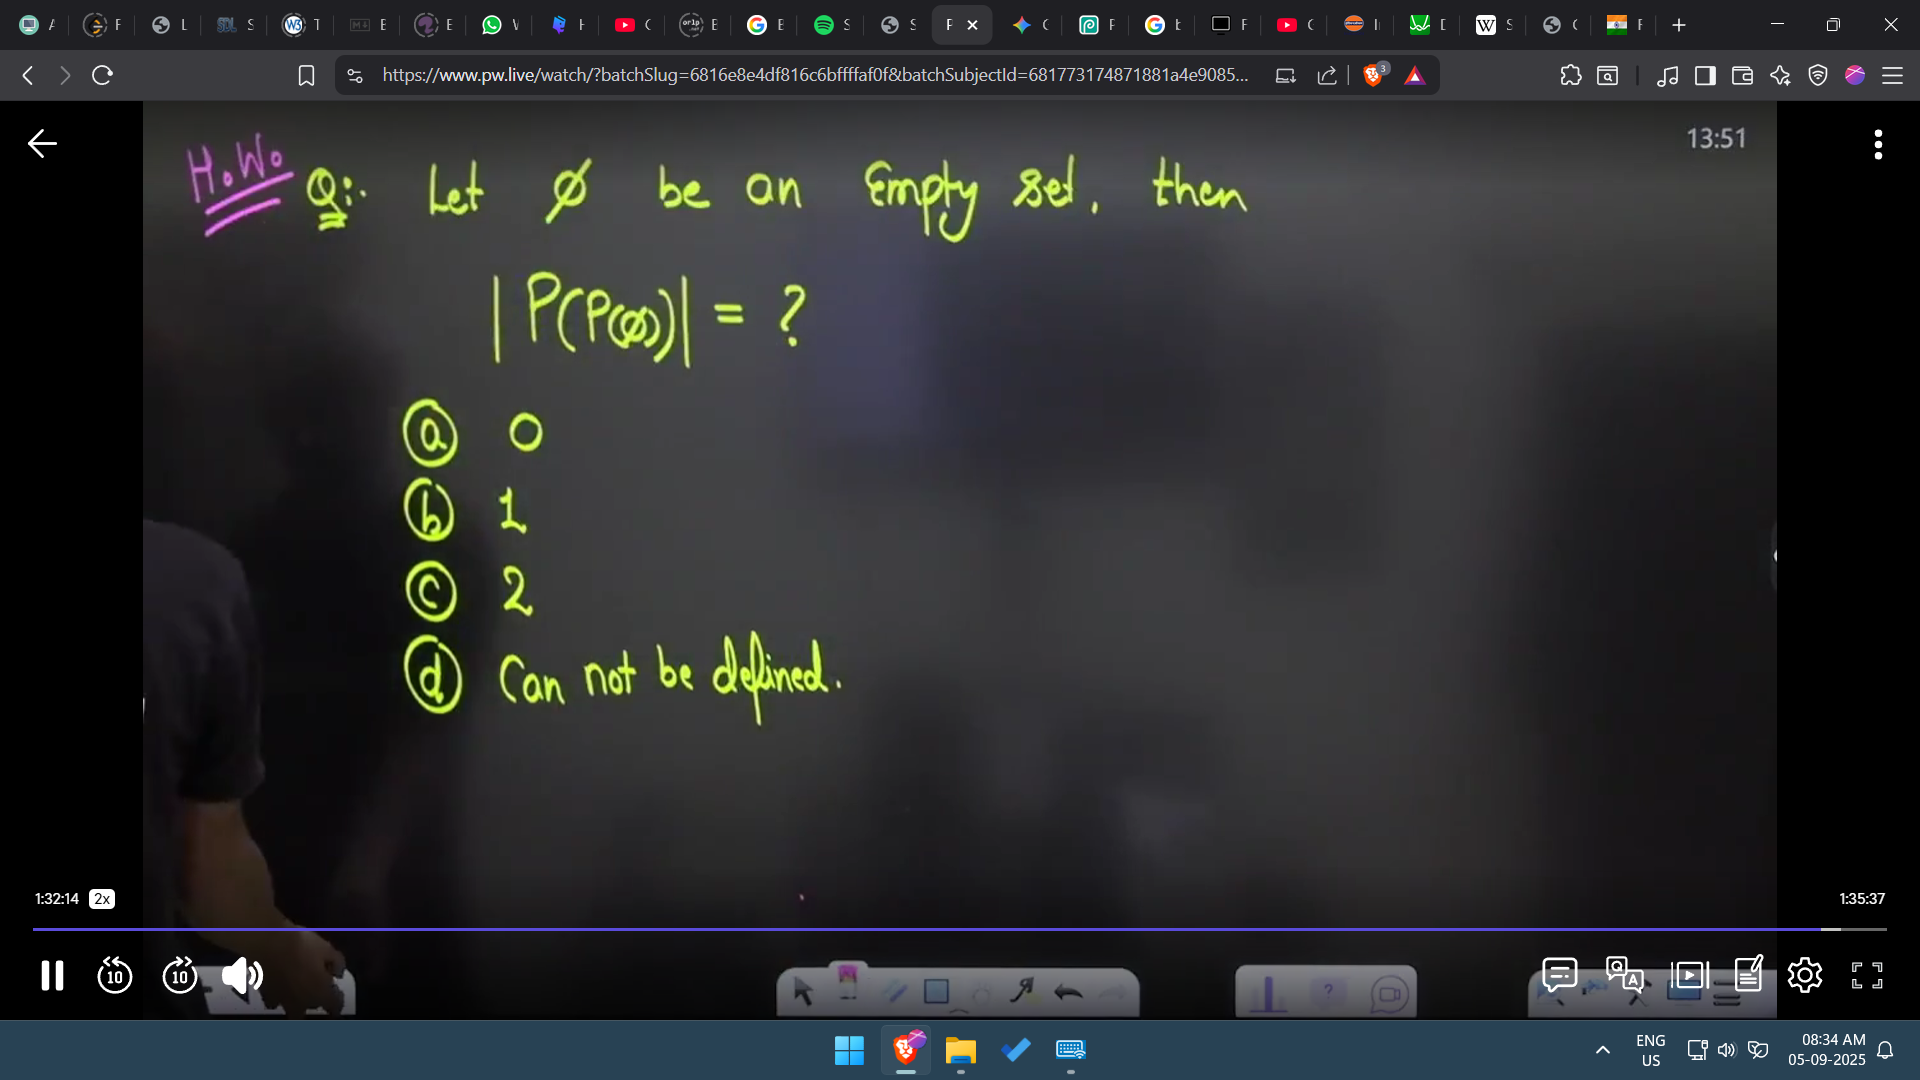 https://www.pw.live/watch/?batchSlug=6816e8e4df816c6bffffaf0f&batchSubjectId=681773174871881a4e9085...
3
13:51
H.W.
Q:. Let ∅ be an Empty set, then
|P(P(∅))| = ?
ⓐ 0
ⓑ 1
ⓒ 2
ⓓ Can not be defined.
1:32:14 2x 1:35:37
10 10
ENG 08:34 AM
US 05-09-2025